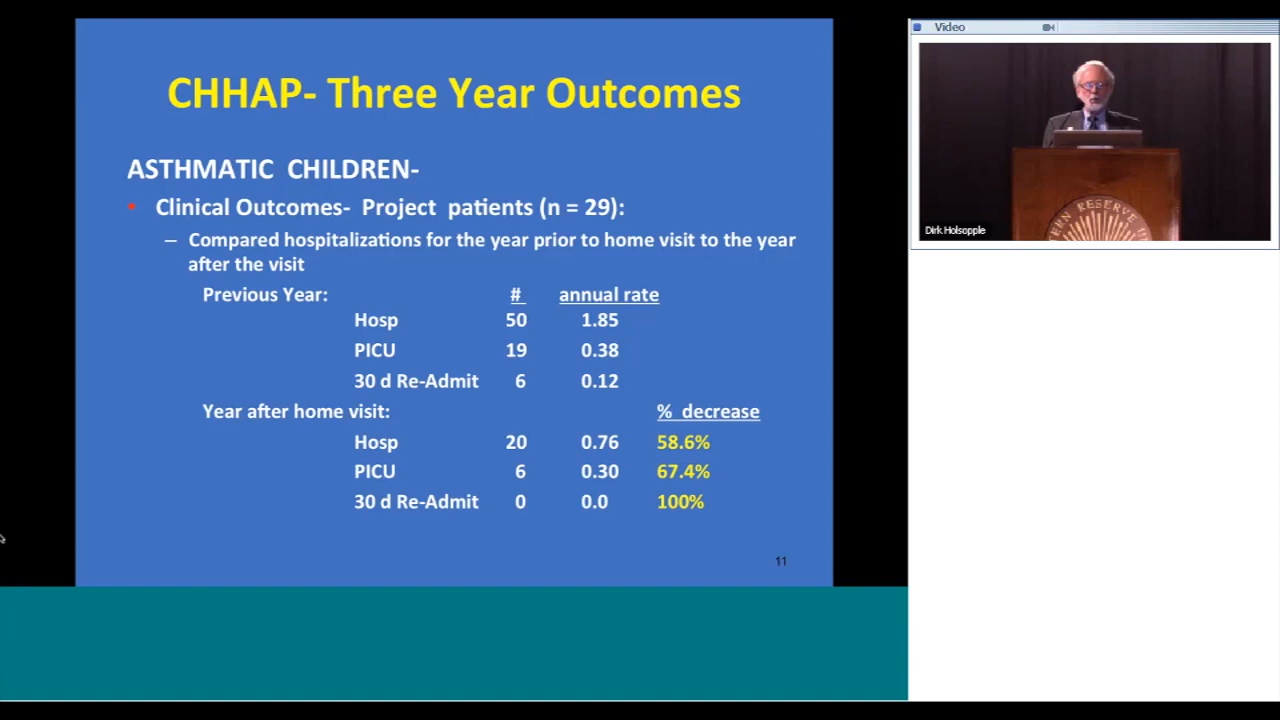 CHHAP- Three Year Outcomes
ASTHMATIC CHILDREN-
• Clinical Outcomes- Project patients (n = 29):
– Compared hospitalizations for the year prior to home visit to the year
after the visit
Previous Year: # annual rate
Hosp 50 1.85
PICU 19 0.38
30 d Re-Admit 6 0.12
Year after home visit: % decrease
Hosp 20 0.76 58.6%
PICU 6 0.30 67.4%
30 d Re-Admit 0 0.0 100%
11
Video
RESERVE
Dirk Holsopple